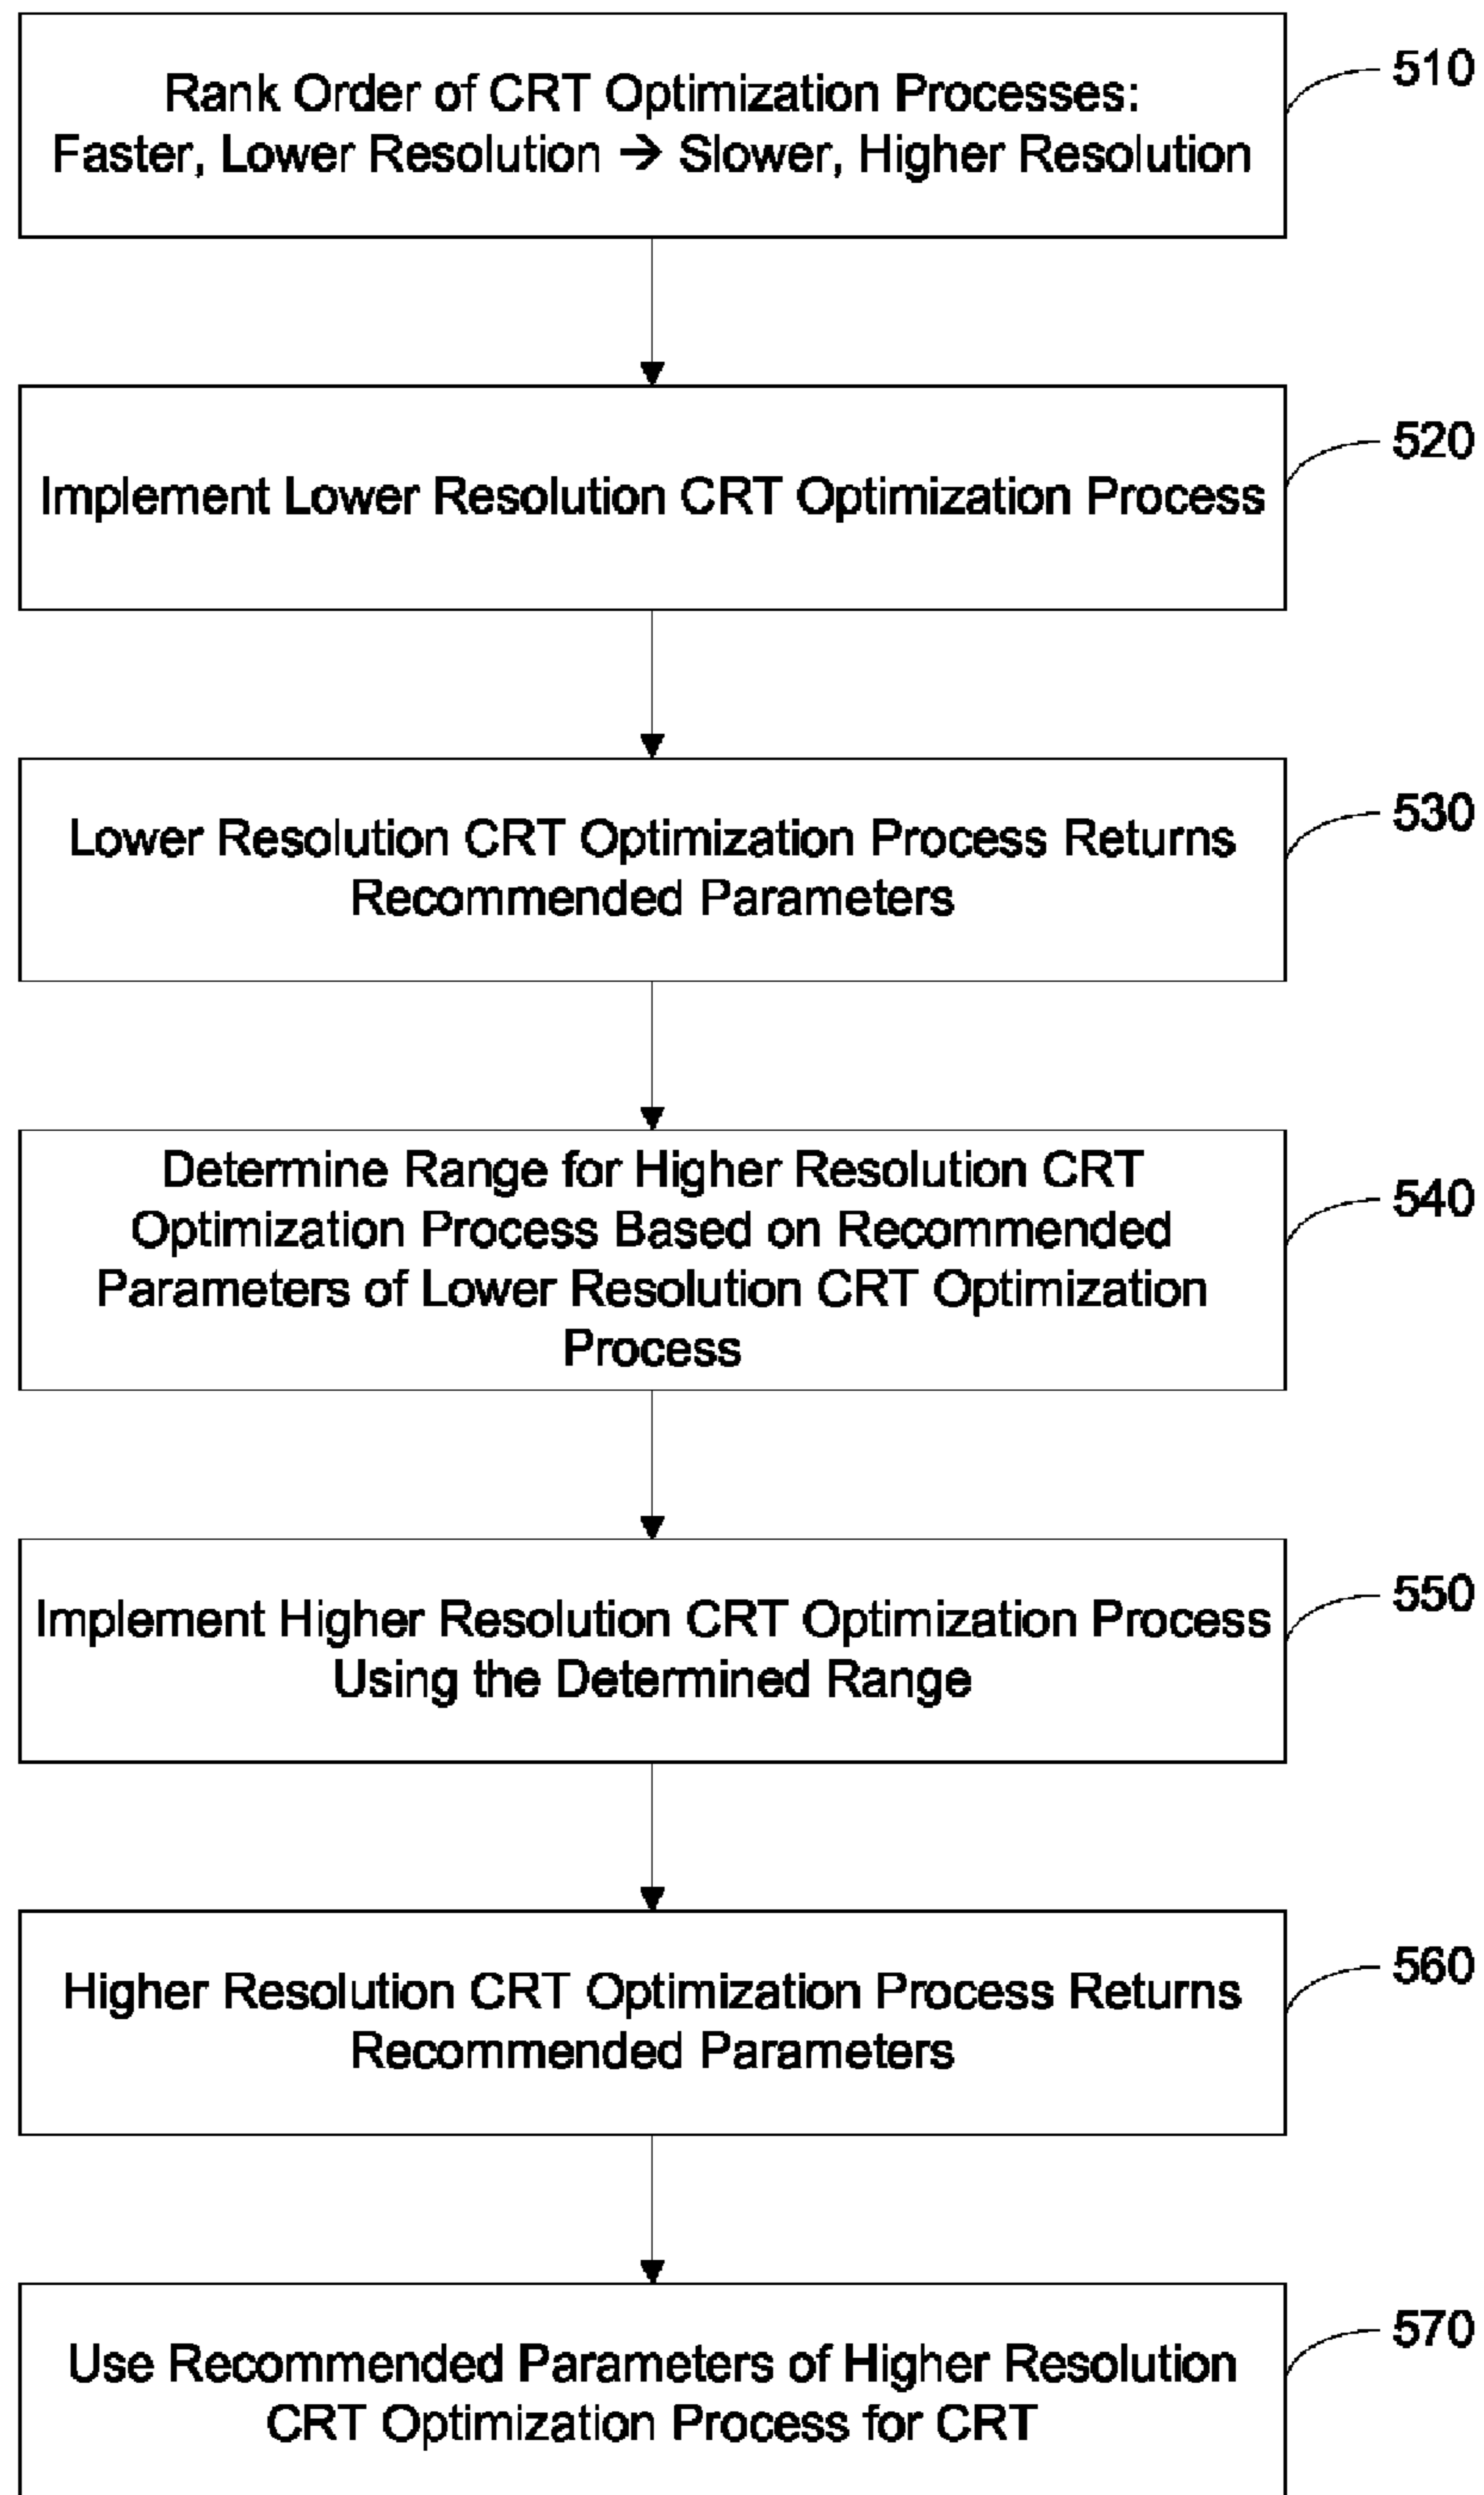 Rank Order of CRT Optimization Processes:
Faster, Lower Resolution → Slower, Higher Resolution
510
Implement Lower Resolution CRT Optimization Process
520
Lower Resolution CRT Optimization Process Returns
Recommended Parameters
530
Determine Range for Higher Resolution CRT
Optimization Process Based on Recommended
Parameters of Lower Resolution CRT Optimization
Process
540
Implement Higher Resolution CRT Optimization Process
Using the Determined Range
550
Higher Resolution CRT Optimization Process Returns
Recommended Parameters
560
Use Recommended Parameters of Higher Resolution
CRT Optimization Process for CRT
570